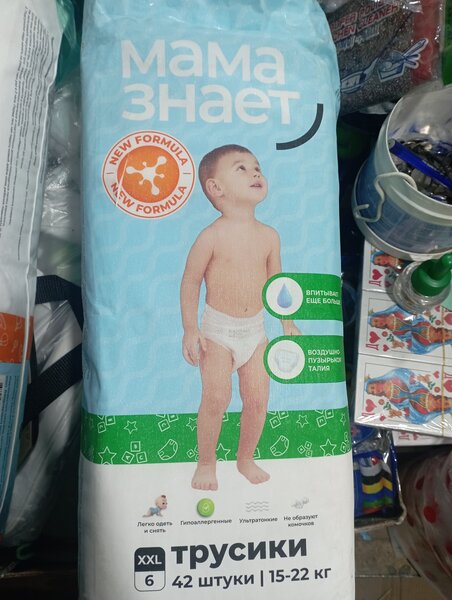 мама
знает
NEW FORMULA
NEW FORMULA
ВПИТЫВАЕТ
ЕЩЕ БОЛЬШЕ
ВОЗДУШНО
ПУЗЫРЬКОВАЯ
ТАЛИЯ
Легко одеть
и снять
Гипоаллергенные
Ультратонкие
Не образуют
комочков
XXL
6
трусики
42 штуки | 15-22 кг
Д
Д
Д